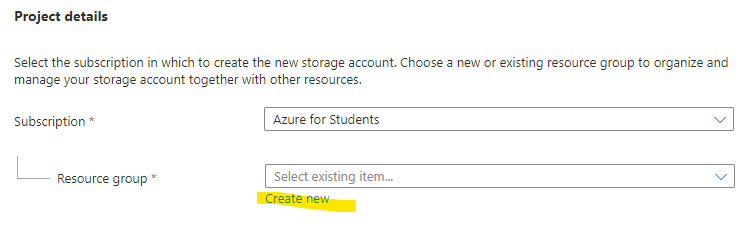 Project details
Select the subscription in which to create the new storage account. Choose a new or existing resource group to organize and
manage your storage account together with other resources.
Subscription *
Azure for Students
Resource group *
Select existing item...
Create new